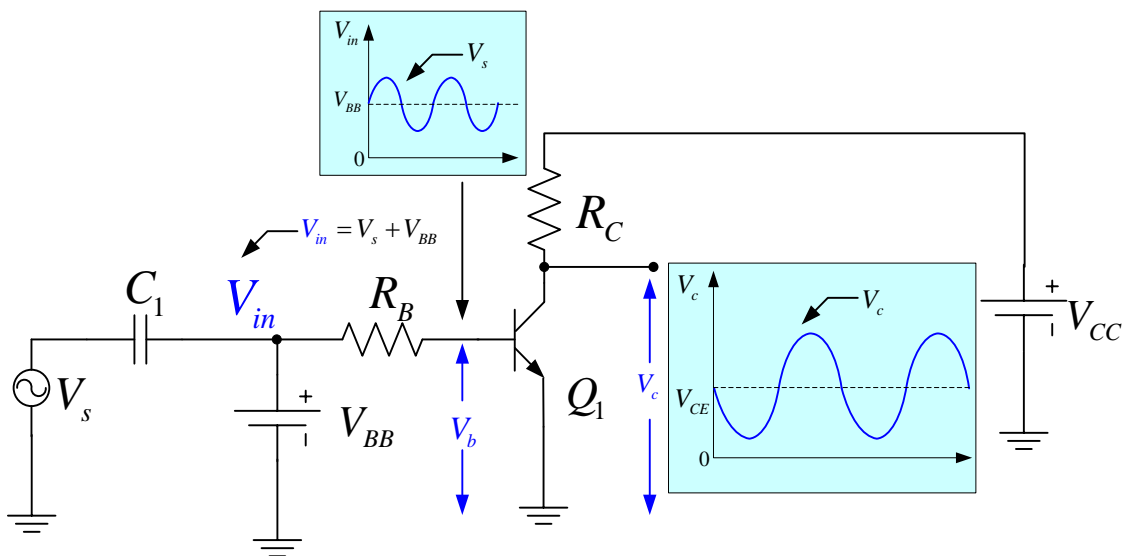 V_in
V_s
V_BB
0
V_in = V_s + V_BB
R_C
C_1
V_in
R_B
V_c
V_c
V_CE
0
+
V_CC
V_s
+
V_BB
V_b
Q_1
V_c